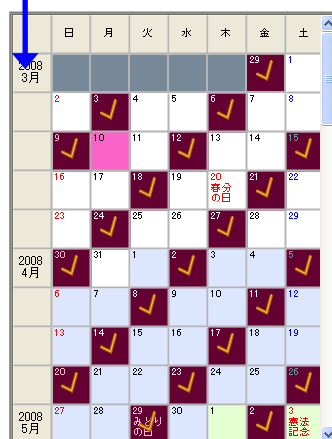 日 月 火 水 木 金 土
2008
3月
29 1
2 3 4 5 6 7 8
9 10 11 12 13 14 15
16 17 18 19 20 21 22
春分
の日
23 24 25 26 27 28 29
2008
4月
30 31 1 2 3 4 5
6 7 8 9 10 11 12
13 14 15 16 17 18 19
20 21 22 23 24 25 26
2008
5月
27 28 29 30 1 2 3
みどり
の日
憲法
記念